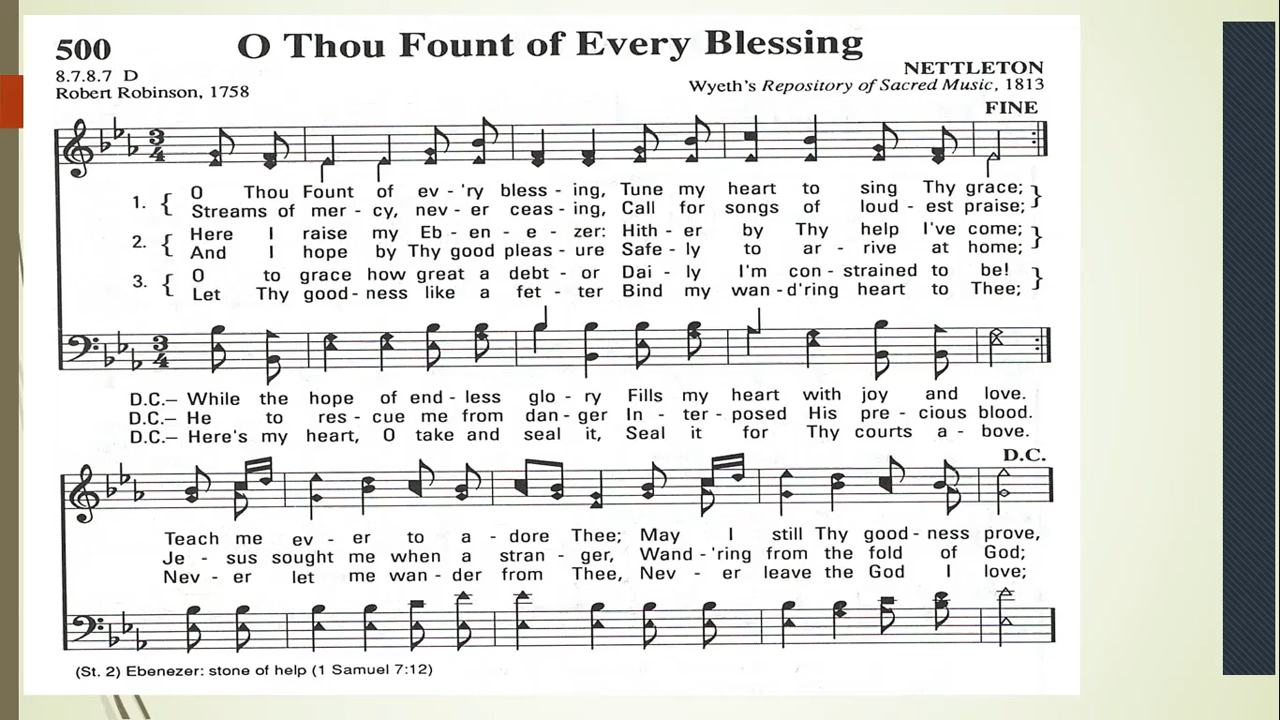 500
O Thou Fount of Every Blessing
8.7.8.7 D
NETTLETON
Robert Robinson, 1758
Wyeth's Repository of Sacred Music, 1813
FINE
3
4
1. { O Thou Fount of ev - 'ry bless - ing, Tune my heart to sing Thy grace; }
Streams of mer - cy, nev - er ceas - ing, Call for songs of loud - est praise;
2. { Here I raise my Eb - en - e - zer: Hith - er by Thy help I've come; }
And I hope by Thy good pleas - ure Safe - ly to ar - rive at home;
3. { O to grace how great a debt - or Dai - ly I'm con - strained to be! }
Let Thy good - ness like a fet - ter Bind my wan - d'ring heart to Thee;
3
4
D.C.– While the hope of end - less glo - ry Fills my heart with joy and love.
D.C.– He to res - cue me from dan - ger In - ter - posed His pre - cious blood.
D.C.– Here's my heart, O take and seal it, Seal it for Thy courts a - bove.
D.C.
Teach me ev - er to a - dore Thee; May I still Thy good - ness prove,
Je - sus sought me when a stran - ger, Wand - 'ring from the fold of God;
Nev - er let me wan - der from Thee, Nev - er leave the God I love;
(St. 2) Ebenezer: stone of help (1 Samuel 7:12)